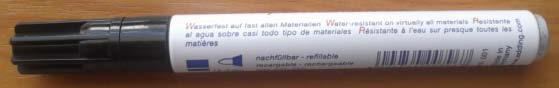 Wasserfest auf fast allen Materialien Water-resistant on virtually all materials Resistente
al agua sobre casi todo tipo de materiales Résistante à l'eau sur presque toutes les
matières
nachfüllbar - refillable
recargable - rechargeable